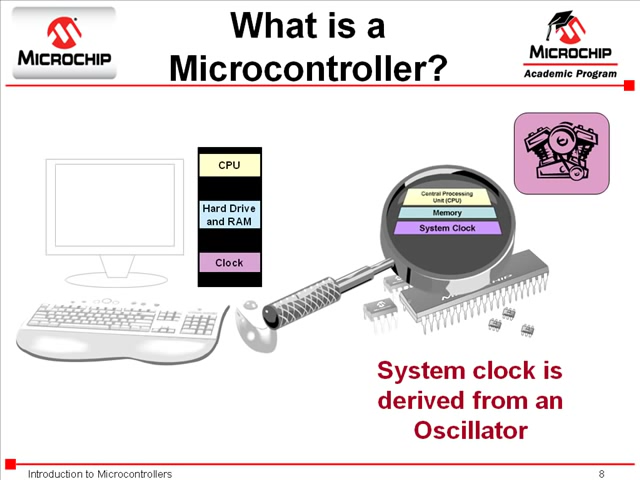 What is a
Microcontroller?
MICROCHIP
MICROCHIP
Academic Program
CPU
Hard Drive
and RAM
Clock
Central Processing
Unit (CPU)
Memory
System Clock
System clock is
derived from an
Oscillator
Introduction to Microcontrollers
8